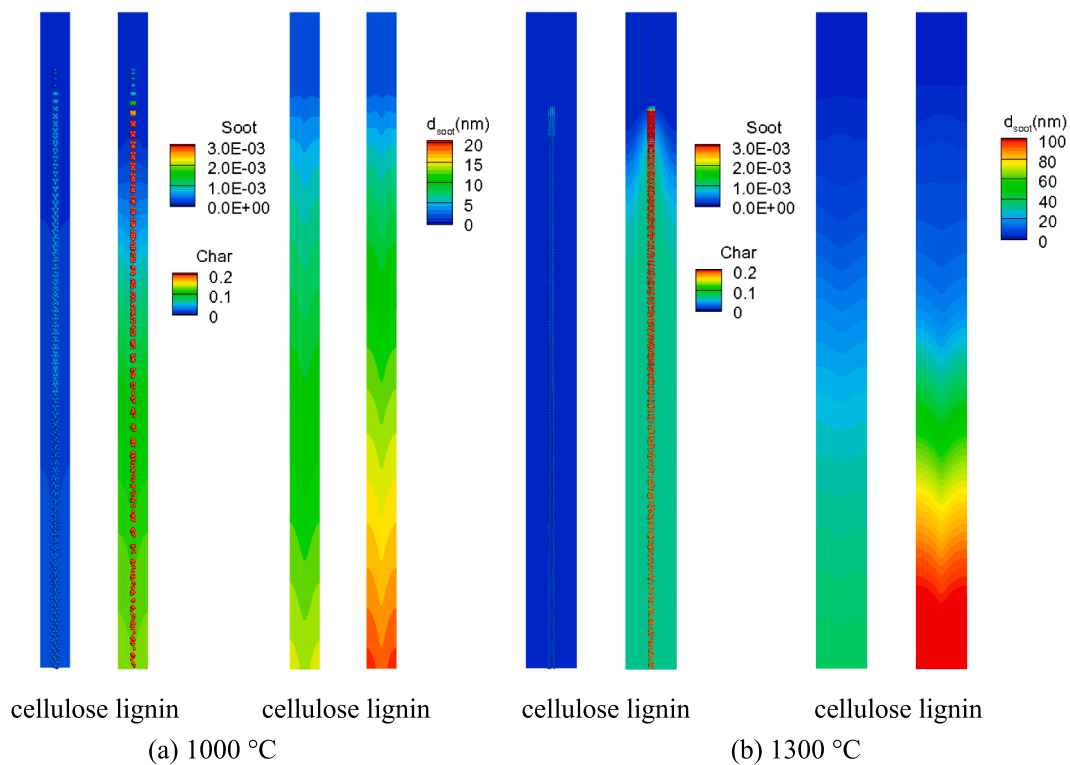 Soot
3.0E-03
2.0E-03
1.0E-03
0.0E+00
Char
0.2
0.1
0
d_soot(nm)
20
15
10
5
0
Soot
3.0E-03
2.0E-03
1.0E-03
0.0E+00
Char
0.2
0.1
0
d_soot(nm)
100
80
60
40
20
0
cellulose lignin
cellulose lignin
cellulose lignin
cellulose lignin
(a) 1000 °C
(b) 1300 °C